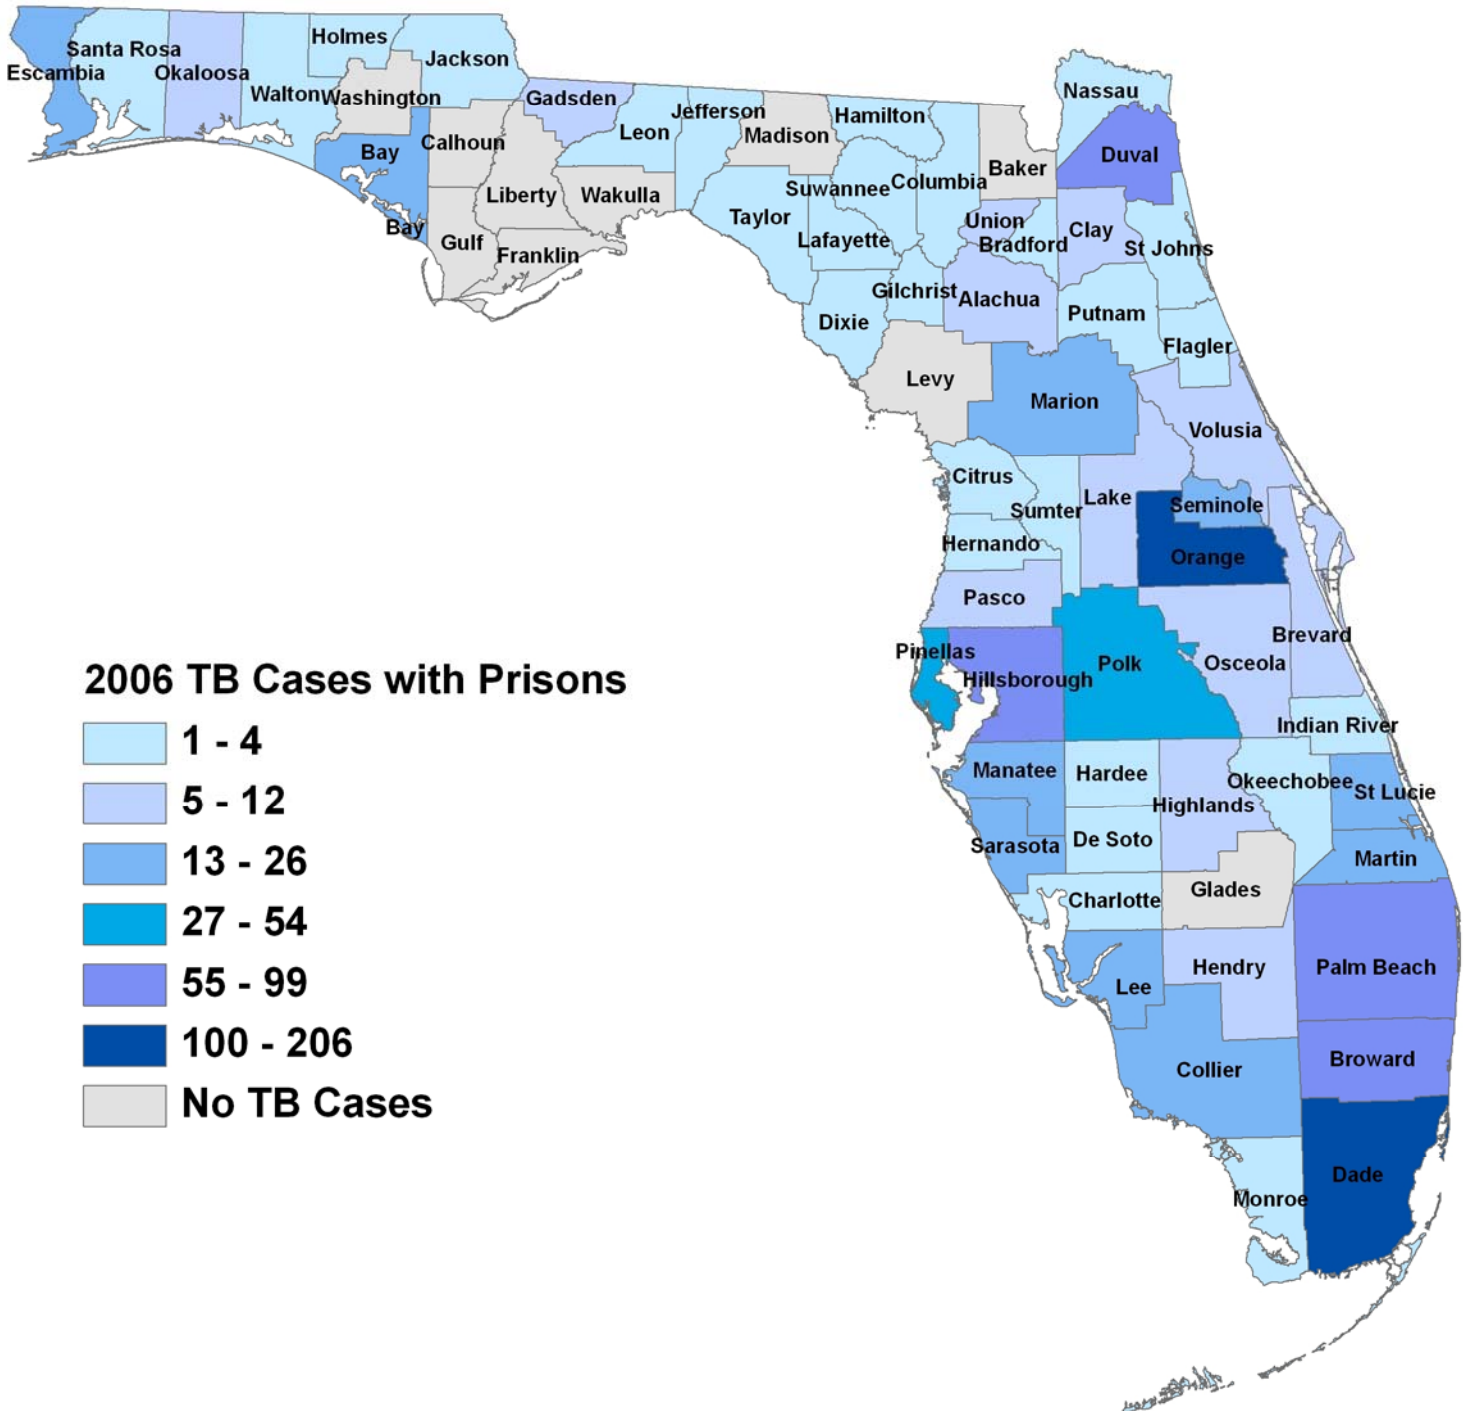 Holmes
Santa Rosa
Jackson
Escambia
Okaloosa
Walton
Washington
Gadsden
Nassau
Jefferson
Hamilton
Leon
Madison
Calhoun
Bay
Duval
Baker
Suwannee
Columbia
Liberty
Wakulla
Taylor
Union
Bay
Clay
Gulf
Lafayette
Bradford
St Johns
Franklin
Gilchrist
Alachua
Putnam
Dixie
Flagler
Levy
Marion
Volusia
Citrus
Lake
Seminole
Sumter
Hernando
Orange
Pasco
Brevard
Pinellas
Polk
Osceola
Hillsborough
Indian River
Manatee
Hardee
Okeechobee
St Lucie
Highlands
De Soto
Sarasota
Martin
Glades
Charlotte
Hendry
Palm Beach
Lee
Broward
Collier
Dade
Monroe
2006 TB Cases with Prisons
1 - 4
5 - 12
13 - 26
27 - 54
55 - 99
100 - 206
No TB Cases